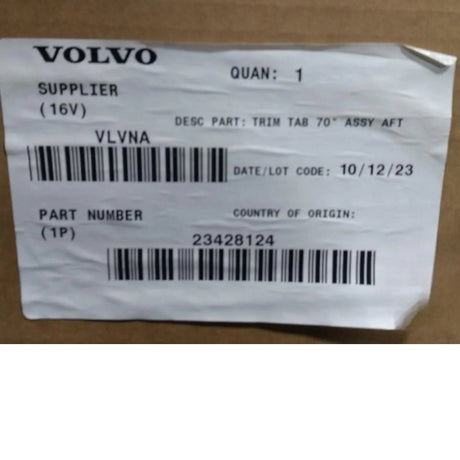 VOLVO
QUAN: 1
SUPPLIER
(16V)
DESC PART: TRIM TAB 70" ASSY AFT
VLVNA
DATE/LOT CODE: 10/12/23
PART NUMBER
COUNTRY OF ORIGIN:
(1P)
23428124